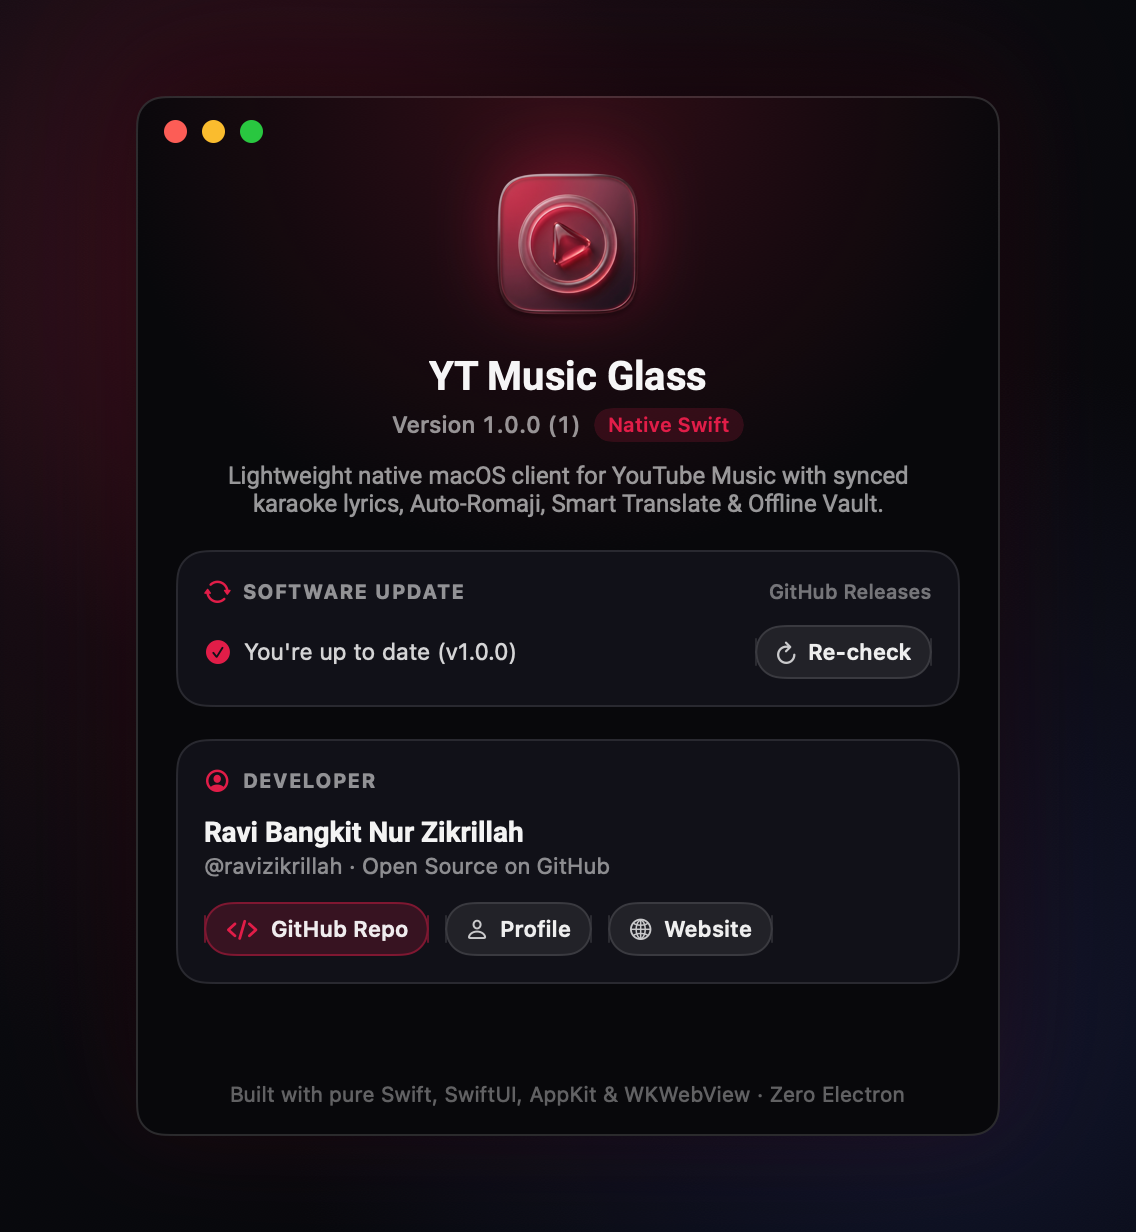 YT Music Glass
Version 1.0.0 (1) Native Swift
Lightweight native macOS client for YouTube Music with synced
karaoke lyrics, Auto-Romaji, Smart Translate & Offline Vault.
SOFTWARE UPDATE GitHub Releases
You're up to date (v1.0.0) Re-check
DEVELOPER
Ravi Bangkit Nur Zikrillah
@ravizikrillah · Open Source on GitHub
</> GitHub Repo Profile Website
Built with pure Swift, SwiftUI, AppKit & WKWebView · Zero Electron